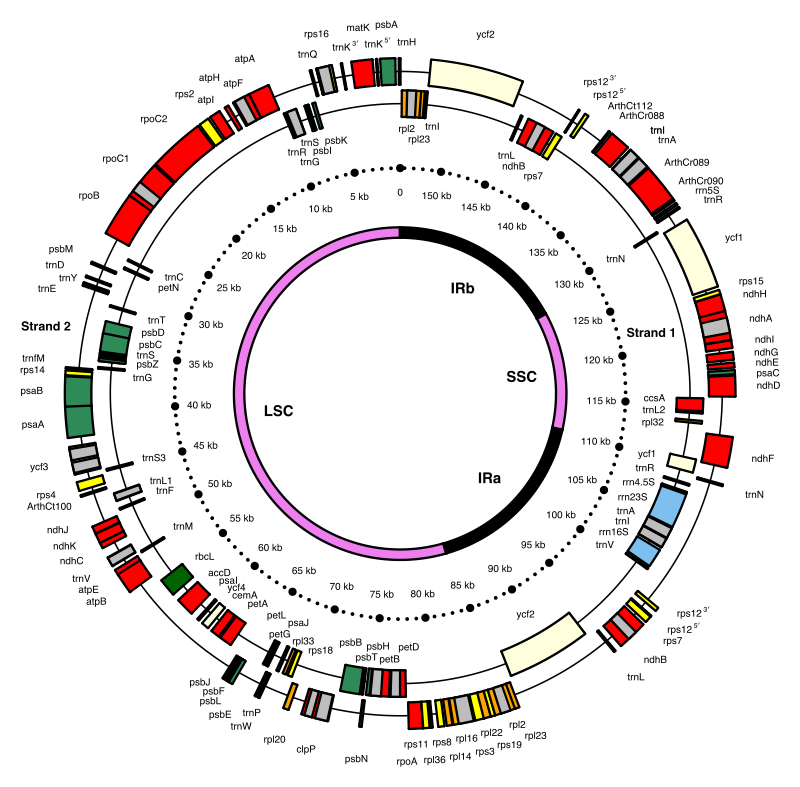 rps16
matK
psbA
trnQ
trnK 3'
trnK 5'
trnH
ycf2
atpA
atpH
atpF
rps2
atpI
rpoC2
rpoC1
rpoB
psbM
trnD
trnY
trnE
Strand 2
trnfM
rps14
psaB
psaA
ycf3
rps4
ArthCt100
ndhJ
ndhK
ndhC
trnV
atpE
atpB
psbJ
psbF
psbL
psbE
trnP
trnW
rpl20
clpP
psbN
rps11
rpoA
rps8
rpl36
rpl16
rpl14
rpl22
rps3
rps19
rpl2
rpl23
trnL
ndhB
rps7
rps12 5'
rps12 3'
trnN
ndhF
ndhD
psaC
ndhE
ndhG
ndhI
ndhA
ndhH
rps15
ycf1
trnR
rrn5S
ArthCr090
ArthCr089
trnA
trnI
ArthCr088
ArthCt112
rps12 5'
rps12 3'
rpl2
rpl23
trnI
trnL
ndhB
rps7
trnN
Strand 1
ccsA
trnL2
rpl32
ycf1
trnR
rrn4.5S
rrn23S
trnA
trnI
rrn16S
trnV
ycf2
petD
petB
psbH
psbT
psbB
rps18
rpl33
psaJ
petG
petL
petA
cemA
ycf4
psaI
accD
rbcL
trnM
trnF
trnL1
trnS3
trnG
psbZ
trnS
psbC
psbD
trnT
petN
trnC
trnS
trnR
trnG
psbI
psbK
0
5 kb
10 kb
15 kb
20 kb
25 kb
30 kb
35 kb
40 kb
45 kb
50 kb
55 kb
60 kb
65 kb
70 kb
75 kb
80 kb
85 kb
90 kb
95 kb
100 kb
105 kb
110 kb
115 kb
120 kb
125 kb
130 kb
135 kb
140 kb
145 kb
150 kb
IRb
SSC
LSC
IRa